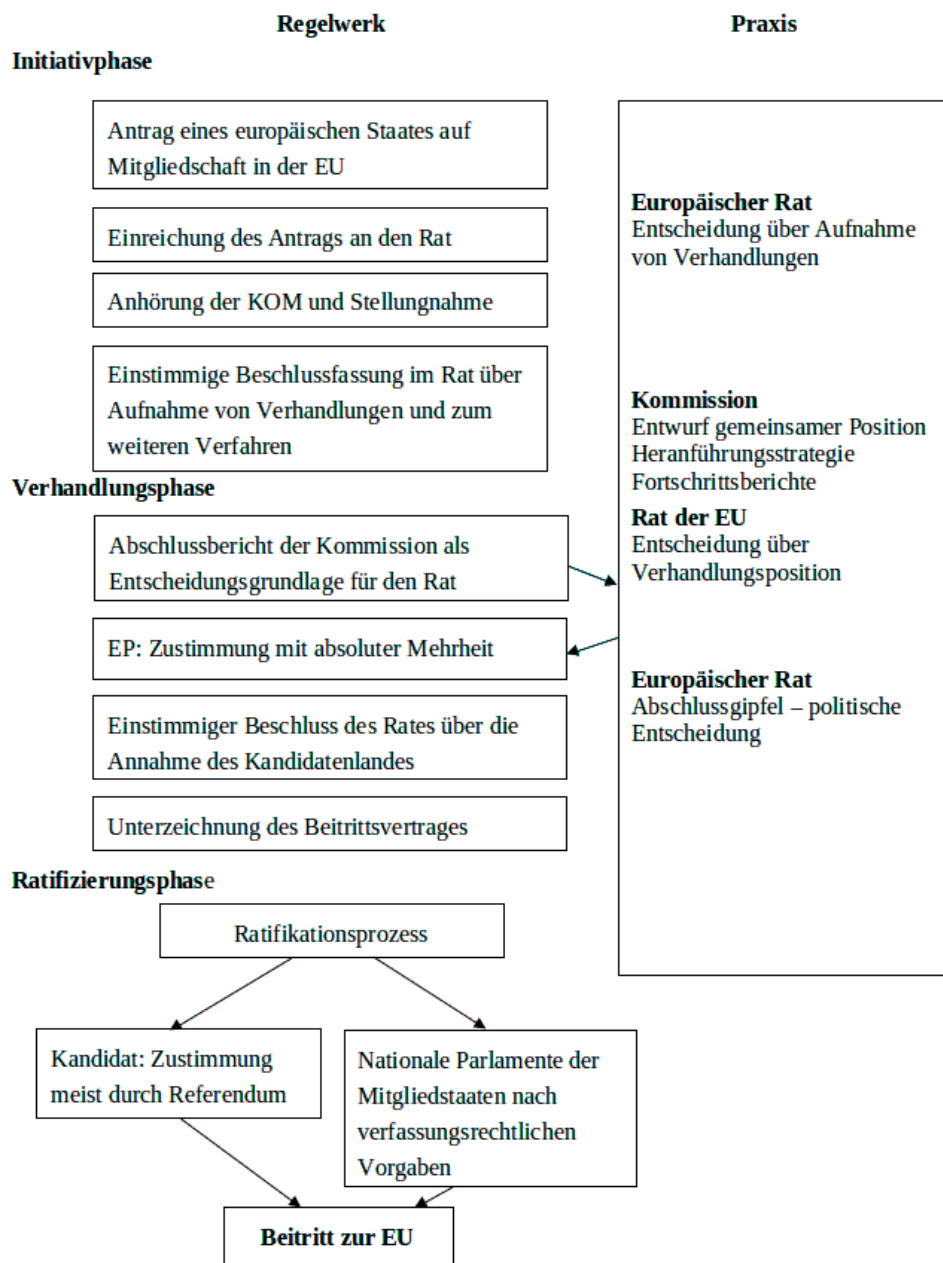 Regelwerk
Praxis
Initiativphase
Antrag eines europäischen Staates auf
Mitgliedschaft in der EU
Einreichung des Antrags an den Rat
Anhörung der KOM und Stellungnahme
Einstimmige Beschlussfassung im Rat über
Aufnahme von Verhandlungen und zum
weiteren Verfahren
Verhandlungsphase
Abschlussbericht der Kommission als
Entscheidungsgrundlage für den Rat
EP: Zustimmung mit absoluter Mehrheit
Einstimmiger Beschluss des Rates über die
Annahme des Kandidatenlandes
Unterzeichnung des Beitrittsvertrages
Europäischer Rat
Entscheidung über Aufnahme
von Verhandlungen
Kommission
Entwurf gemeinsamer Position
Heranführungsstrategie
Fortschrittsberichte
Rat der EU
Entscheidung über
Verhandlungsposition
Europäischer Rat
Abschlussgipfel – politische
Entscheidung
Ratifizierungsphase
Ratifikationsprozess
Kandidat: Zustimmung
meist durch Referendum
Nationale Parlamente der
Mitgliedstaaten nach
verfassungsrechtlichen
Vorgaben
Beitritt zur EU